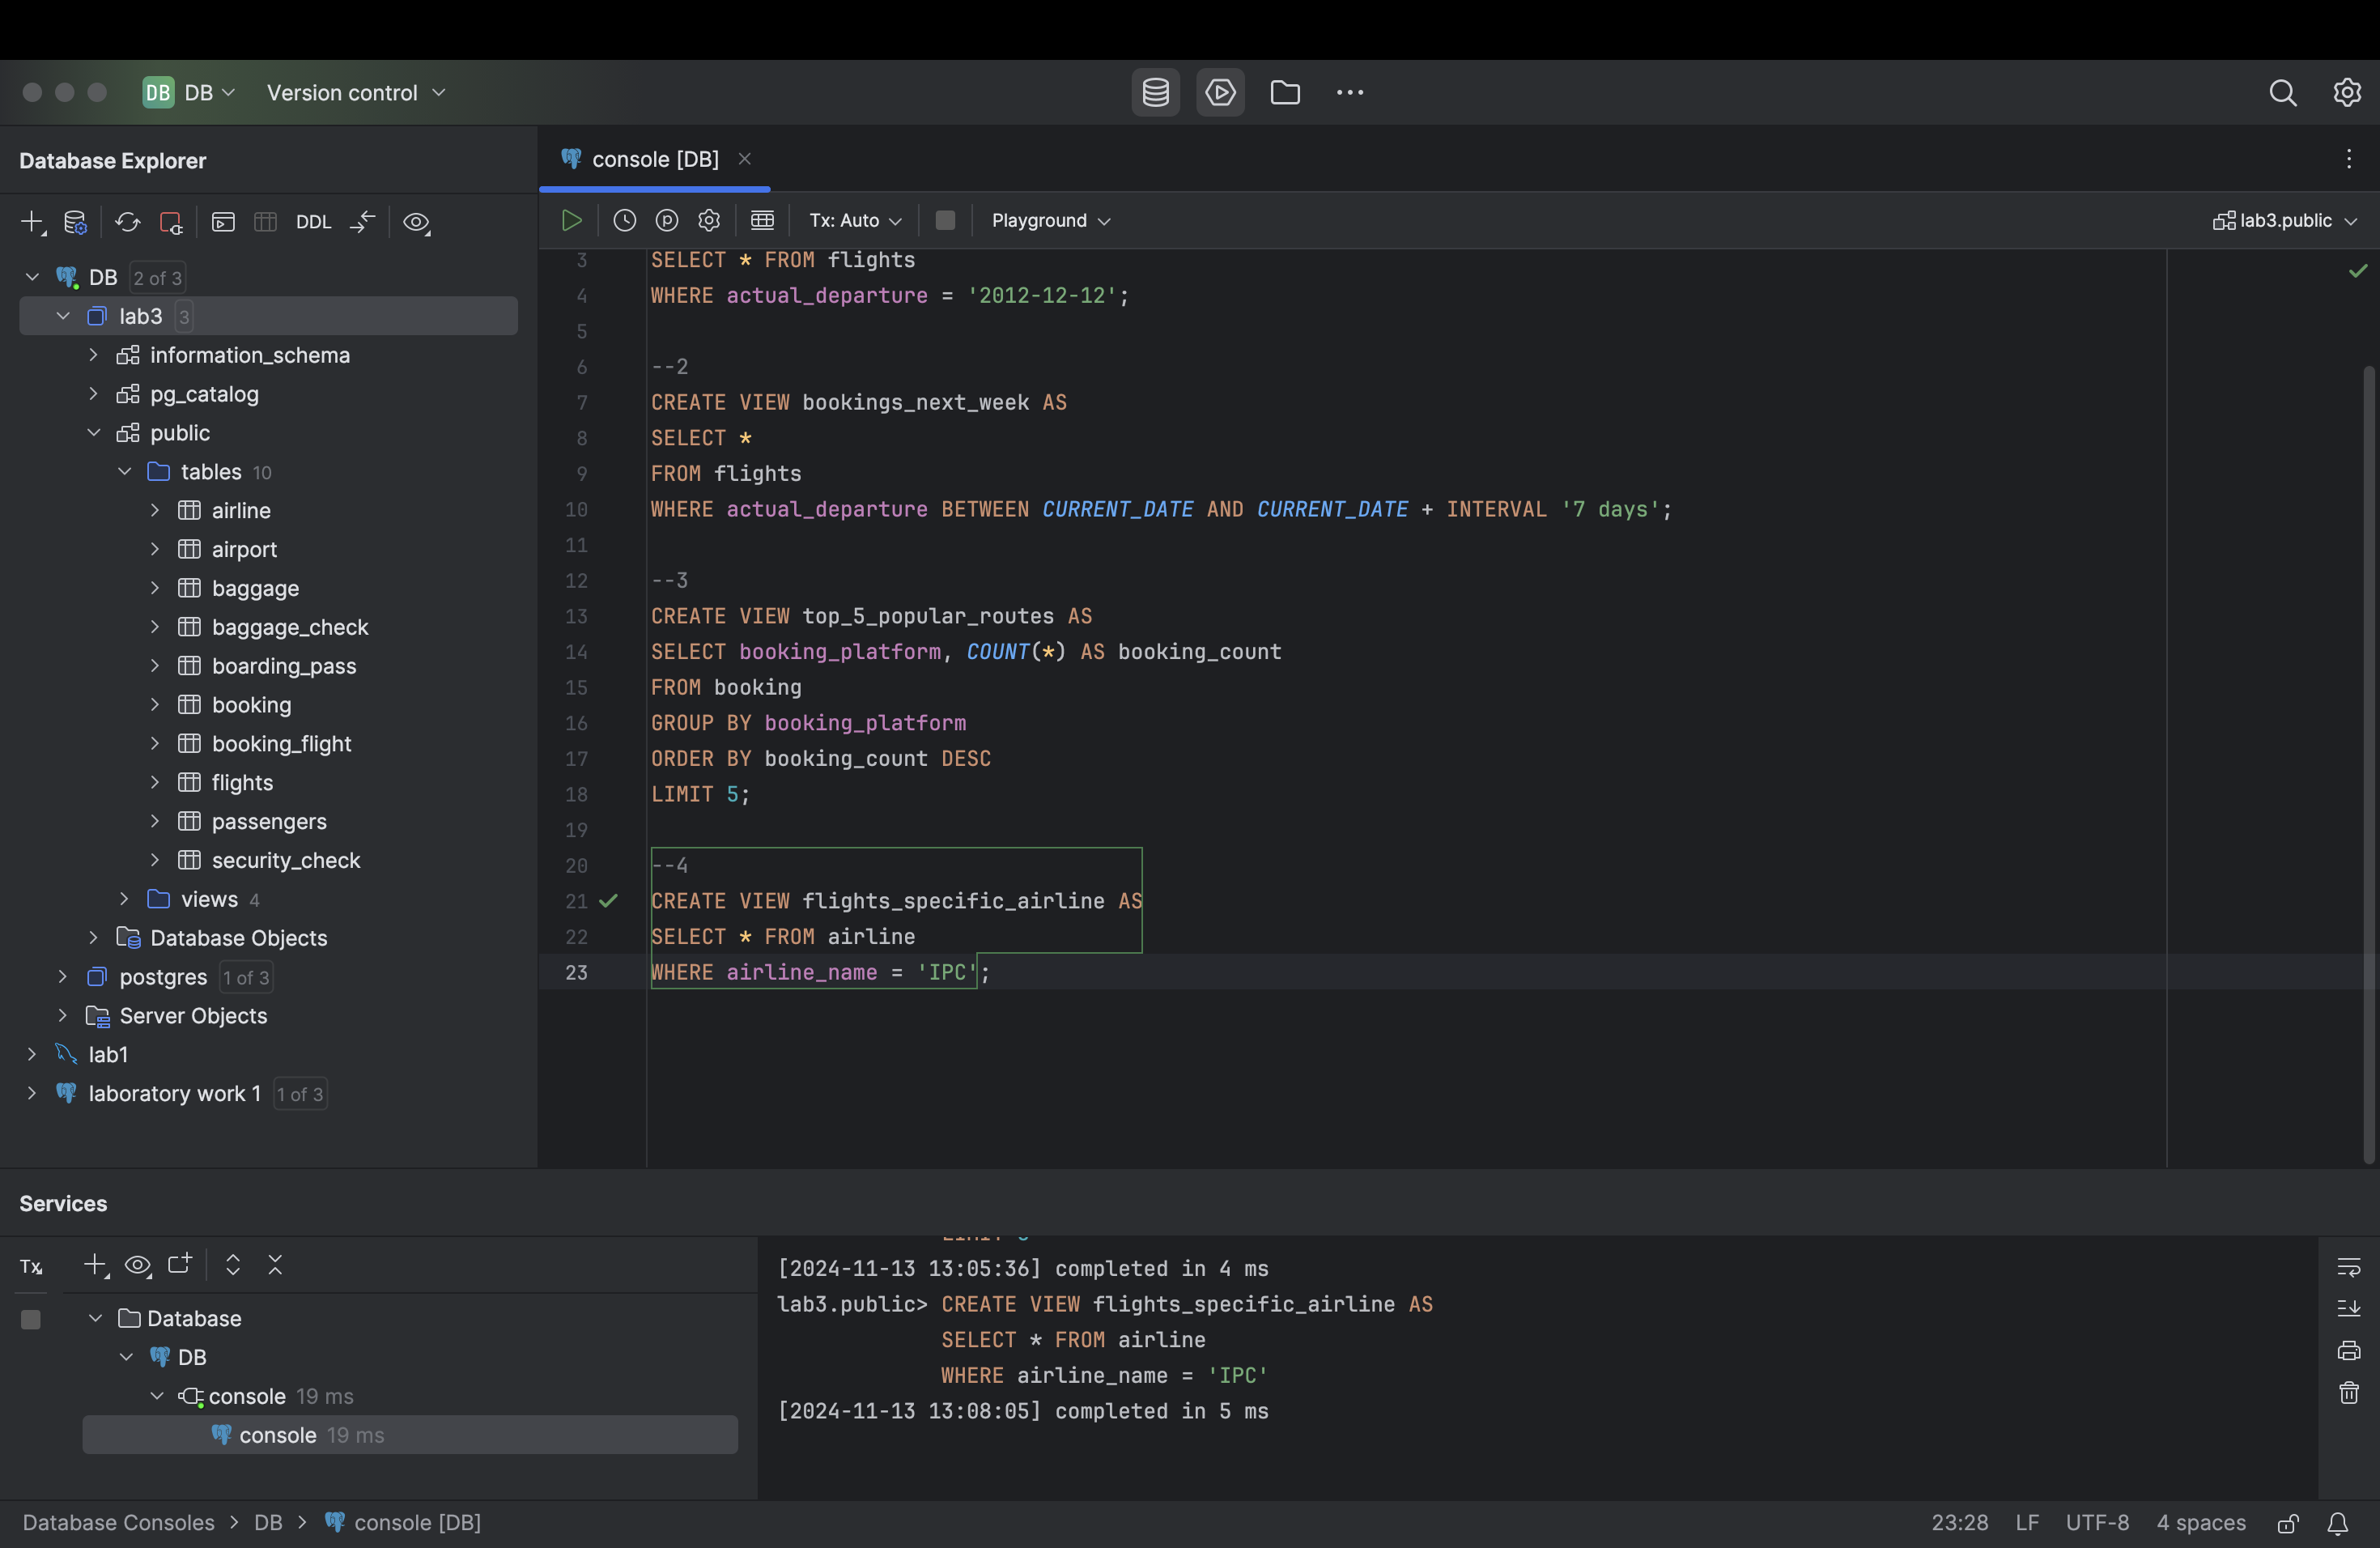 DB DB Version control
Database Explorer
console [DB]
DDL
Tx: Auto
Playground
lab3.public
DB 2 of 3
lab3 3
information_schema
pg_catalog
public
tables 10
airline
airport
baggage
baggage_check
boarding_pass
booking
booking_flight
flights
passengers
security_check
views 4
Database Objects
postgres 1 of 3
Server Objects
lab1
laboratory work 1 1 of 3
3 SELECT * FROM flights
4 WHERE actual_departure = '2012-12-12';
5
6 --2
7 CREATE VIEW bookings_next_week AS
8 SELECT *
9 FROM flights
10 WHERE actual_departure BETWEEN CURRENT_DATE AND CURRENT_DATE + INTERVAL '7 days';
11
12 --3
13 CREATE VIEW top_5_popular_routes AS
14 SELECT booking_platform, COUNT(*) AS booking_count
15 FROM booking
16 GROUP BY booking_platform
17 ORDER BY booking_count DESC
18 LIMIT 5;
19
20 --4
21 CREATE VIEW flights_specific_airline AS
22 SELECT * FROM airline
23 WHERE airline_name = 'IPC';
Services
Tx
Database
DB
console 19 ms
console 19 ms
[2024-11-13 13:05:36] completed in 4 ms
lab3.public> CREATE VIEW flights_specific_airline AS
SELECT * FROM airline
WHERE airline_name = 'IPC'
[2024-11-13 13:08:05] completed in 5 ms
Database Consoles > DB > console [DB]
23:28 LF UTF-8 4 spaces